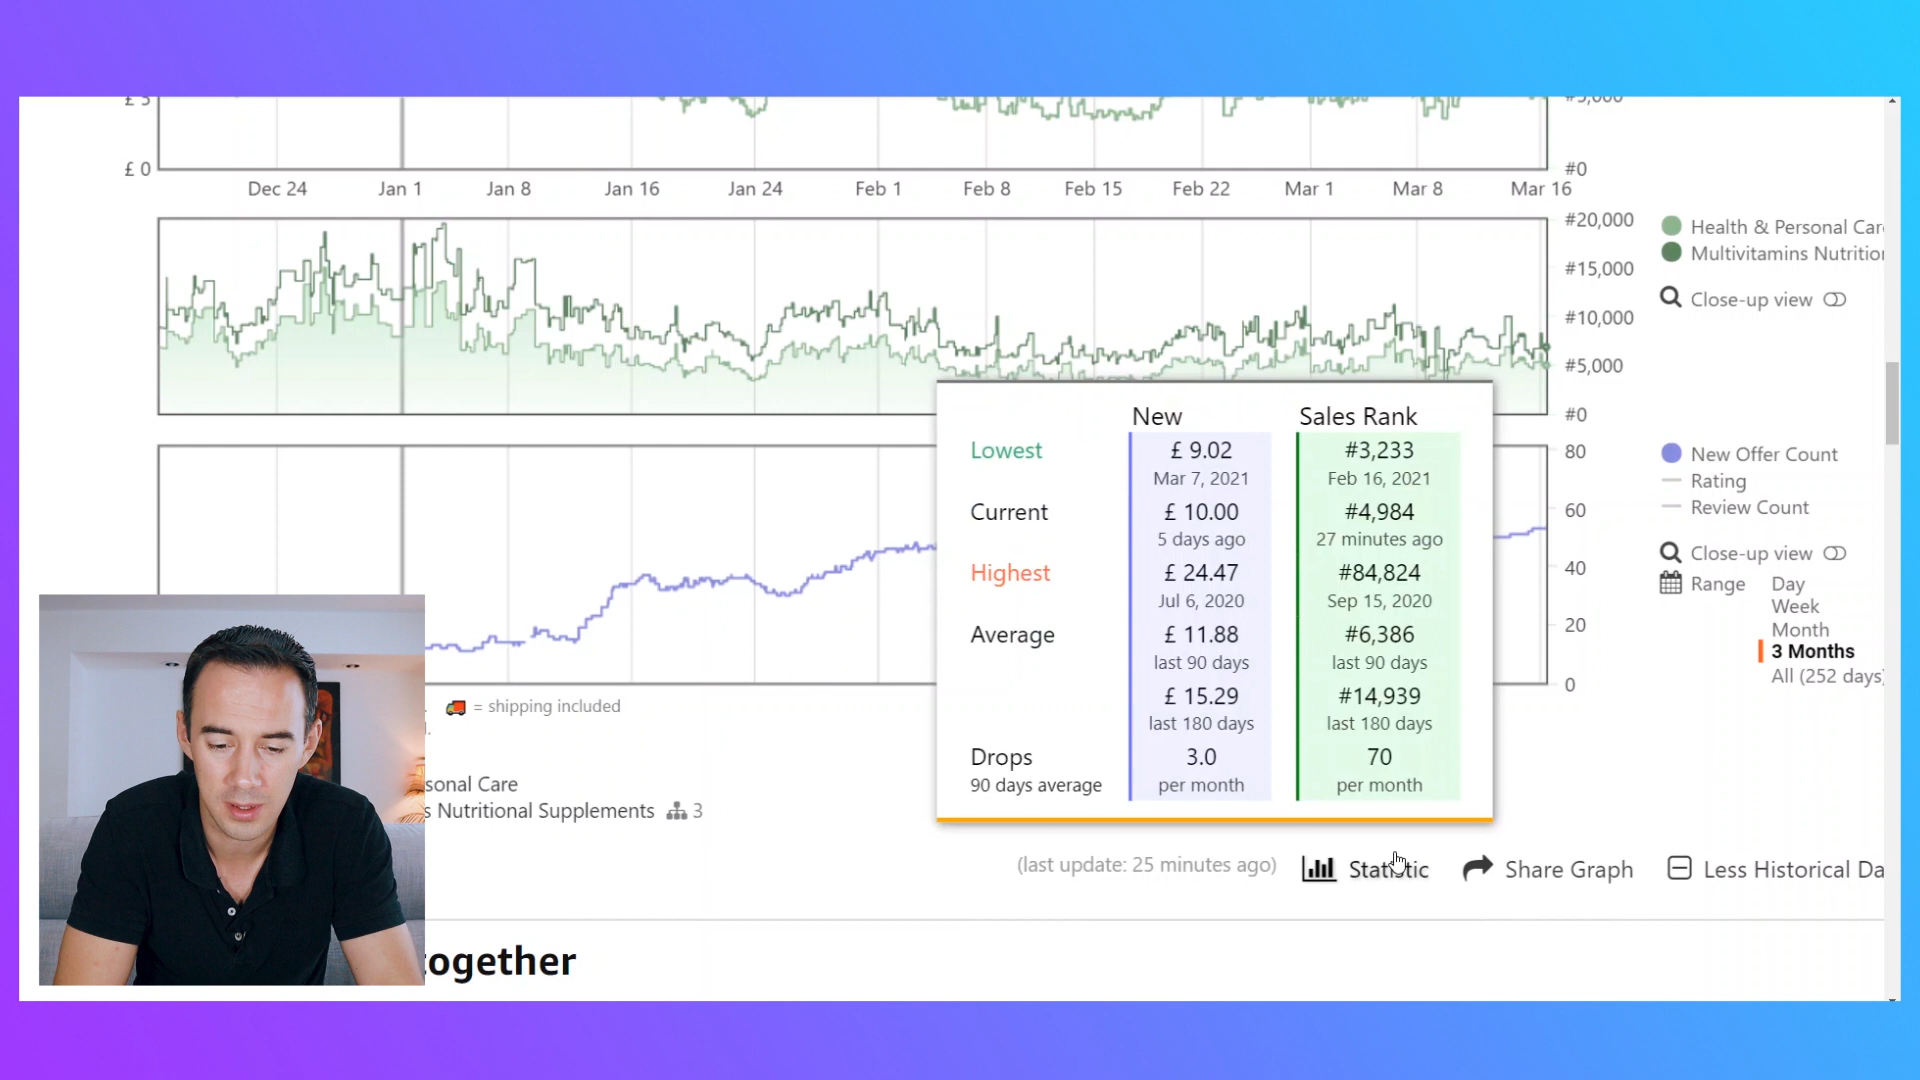 £ 3
#5,000
£ 0
#0
Dec 24
Jan 1
Jan 8
Jan 16
Jan 24
Feb 1
Feb 8
Feb 15
Feb 22
Mar 1
Mar 8
Mar 16
#20,000
#15,000
#10,000
#5,000
#0
Health & Personal Car
Multivitamins Nutritio
Close-up view
80
60
40
20
0
New Offer Count
Rating
Review Count
Close-up view
Range
Day
Week
Month
3 Months
All (252 days)
New Sales Rank
Lowest £ 9.02 #3,233
Mar 7, 2021 Feb 16, 2021
Current £ 10.00 #4,984
5 days ago 27 minutes ago
Highest £ 24.47 #84,824
Jul 6, 2020 Sep 15, 2020
Average £ 11.88 #6,386
last 90 days last 90 days
£ 15.29 #14,939
last 180 days last 180 days
Drops 3.0 70
90 days average per month per month
= shipping included
sonal Care
s Nutritional Supplements 3
(last update: 25 minutes ago)
Statistic
Share Graph
Less Historical Da
together